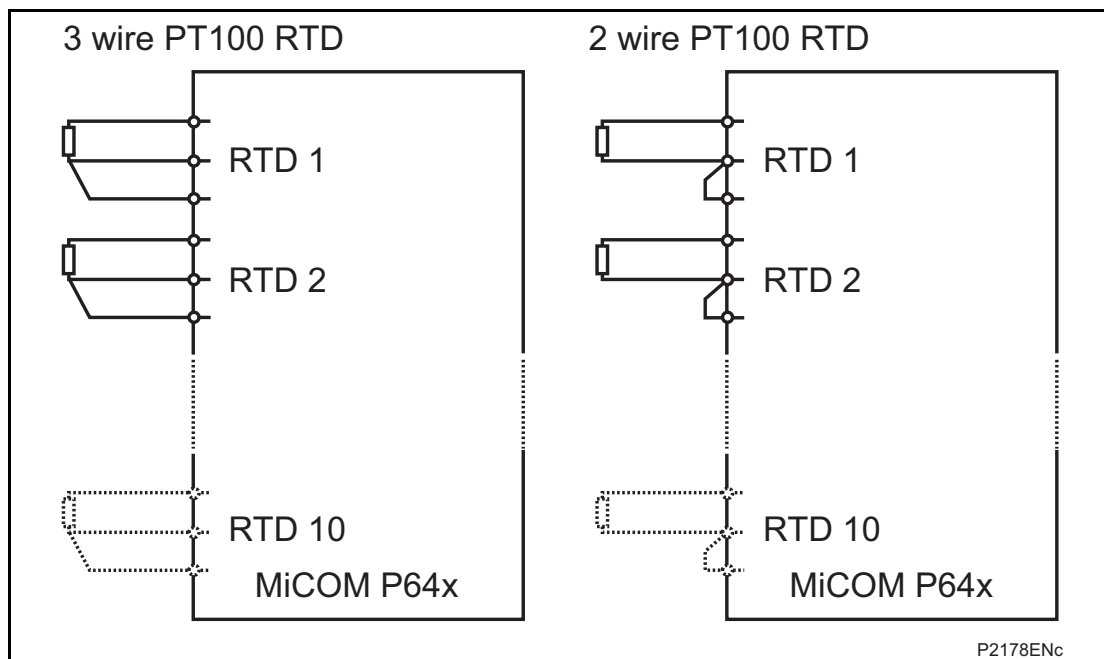 3 wire PT100 RTD
RTD 1
RTD 2
RTD 10
MiCOM P64x
2 wire PT100 RTD
RTD 1
RTD 2
RTD 10
MiCOM P64x
P2178ENc